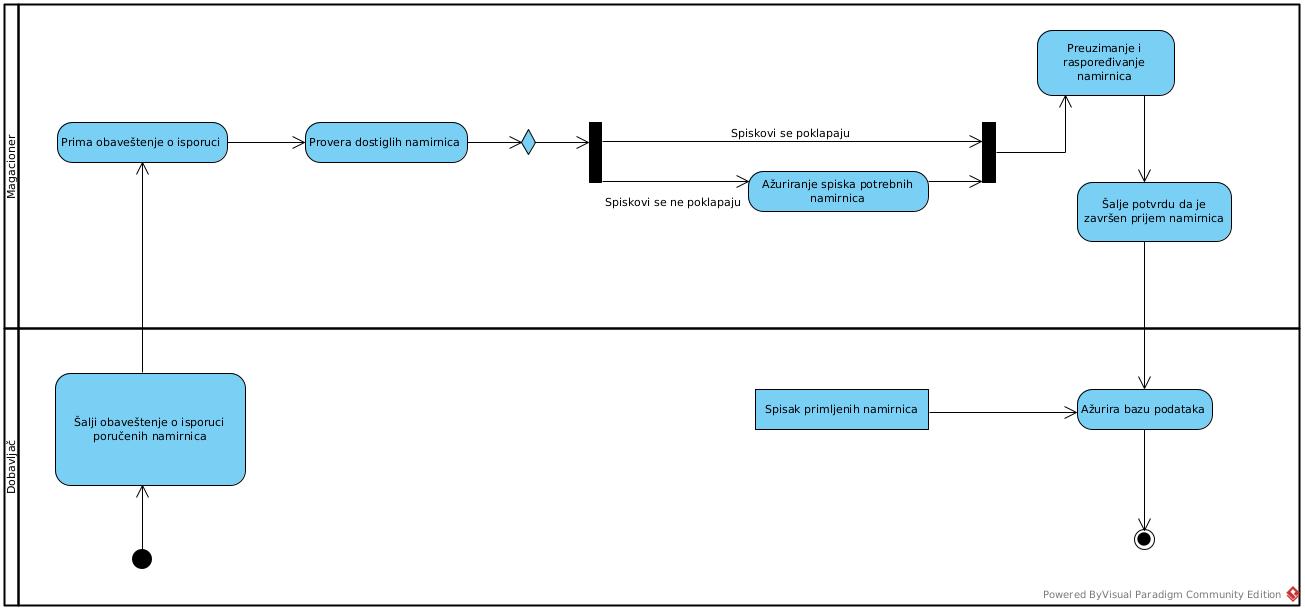 Magacioner
Prima obaveštenje o isporuci
Provera dostiglih namirnica
Spiskovi se poklapaju
Spiskovi se ne poklapaju
Ažuriranje spiska potrebnih
namirnica
Preuzimanje i
raspoređivanje
namirnica
Šalje potvrdu da je
završen prijem namirnica
Dobavljač
Šalji obaveštenje o isporuci
poručenih namirnica
Spisak primljenih namirnica
Ažurira bazu podataka
Powered ByVisual Paradigm Community Edition